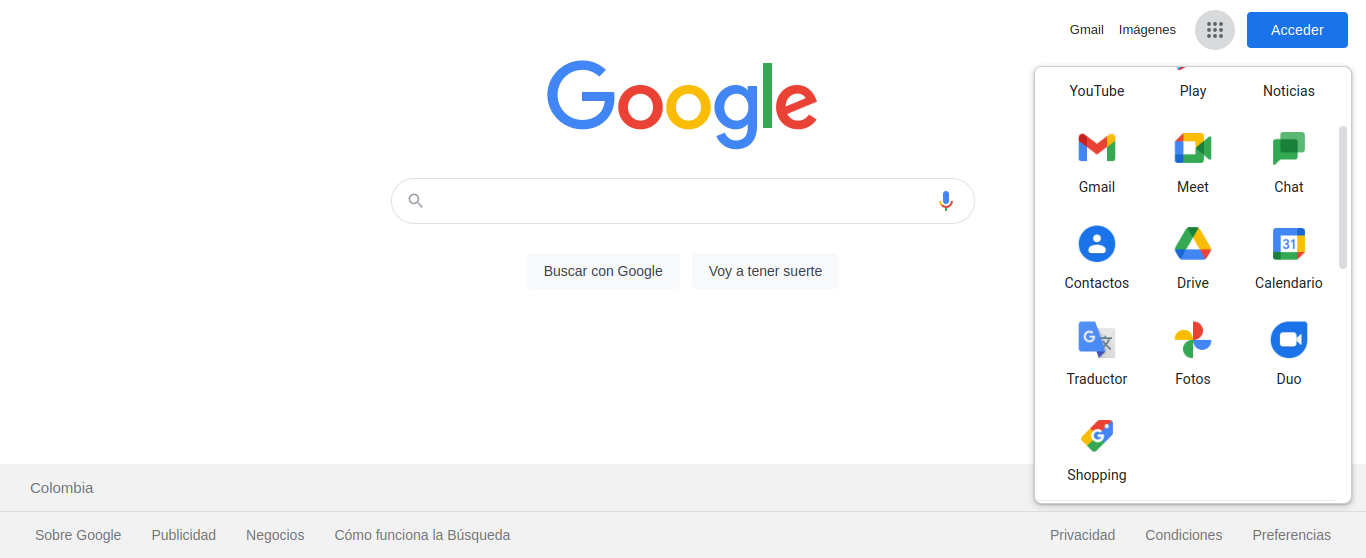 Gmail Imágenes Acceder
Google
Buscar con Google Voy a tener suerte
YouTube Play Noticias
Gmail Meet Chat
Contactos Drive Calendario
31
G
Traductor Fotos Duo
G
Shopping
Colombia
Sobre Google Publicidad Negocios Cómo funciona la Búsqueda Privacidad Condiciones Preferencias